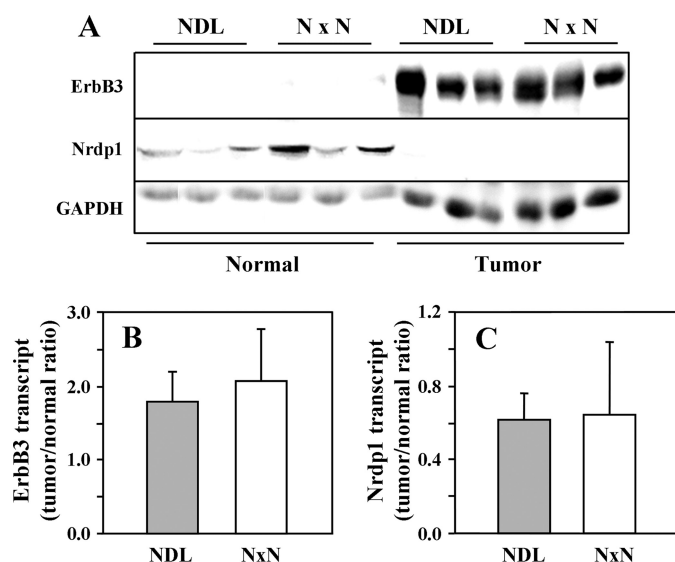 A
NDL N x N NDL N x N
ErbB3
Nrdp1
GAPDH
Normal Tumor
B
ErbB3 transcript
(tumor/normal ratio)
3.0
2.0
1.0
0.0
NDL NxN
C
Nrdp1 transcript
(tumor/normal ratio)
1.2
0.8
0.4
0.0
NDL NxN